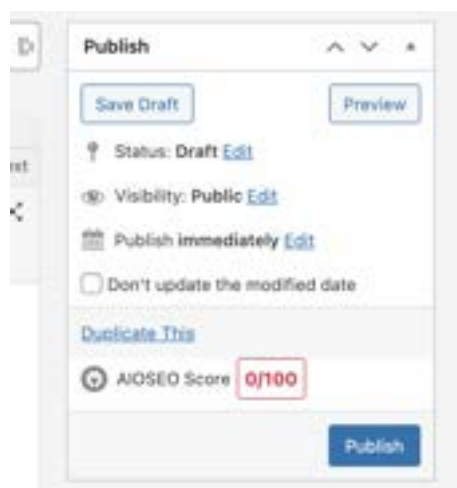 Publish
Save Draft Preview
Status: Draft Edit
Visibility: Public Edit
Publish immediately Edit
Don't update the modified date
Duplicate This
AIOSEO Score 0/100
Publish